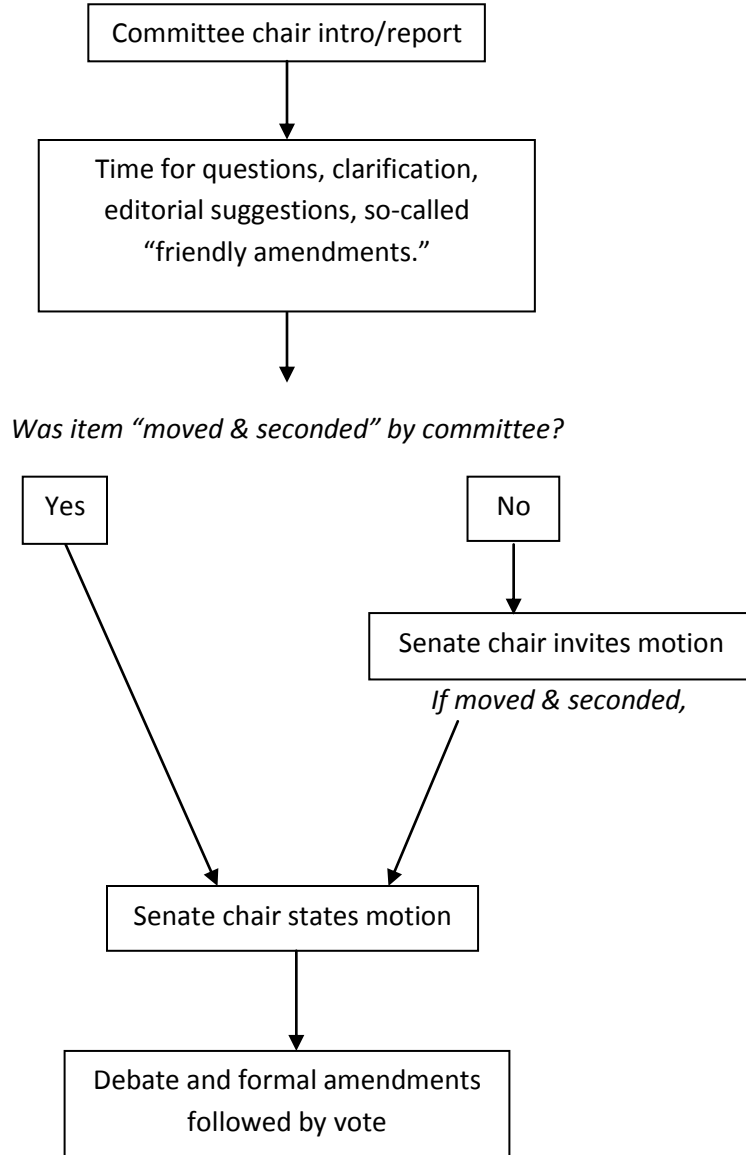 Committee chair intro/report
Time for questions, clarification,
editorial suggestions, so-called
“friendly amendments.”
Was item “moved & seconded” by committee?
Yes
No
Senate chair invites motion
If moved & seconded,
Senate chair states motion
Debate and formal amendments
followed by vote